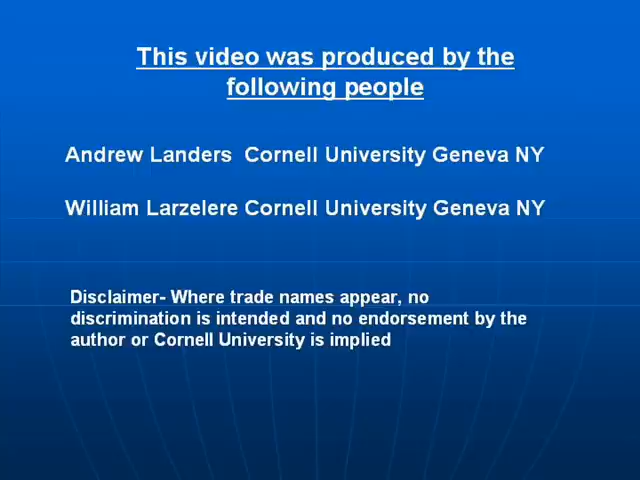 This video was produced by the
following people
Andrew Landers Cornell University Geneva NY
William Larzelere Cornell University Geneva NY
Disclaimer- Where trade names appear, no
discrimination is intended and no endorsement by the
author or Cornell University is implied